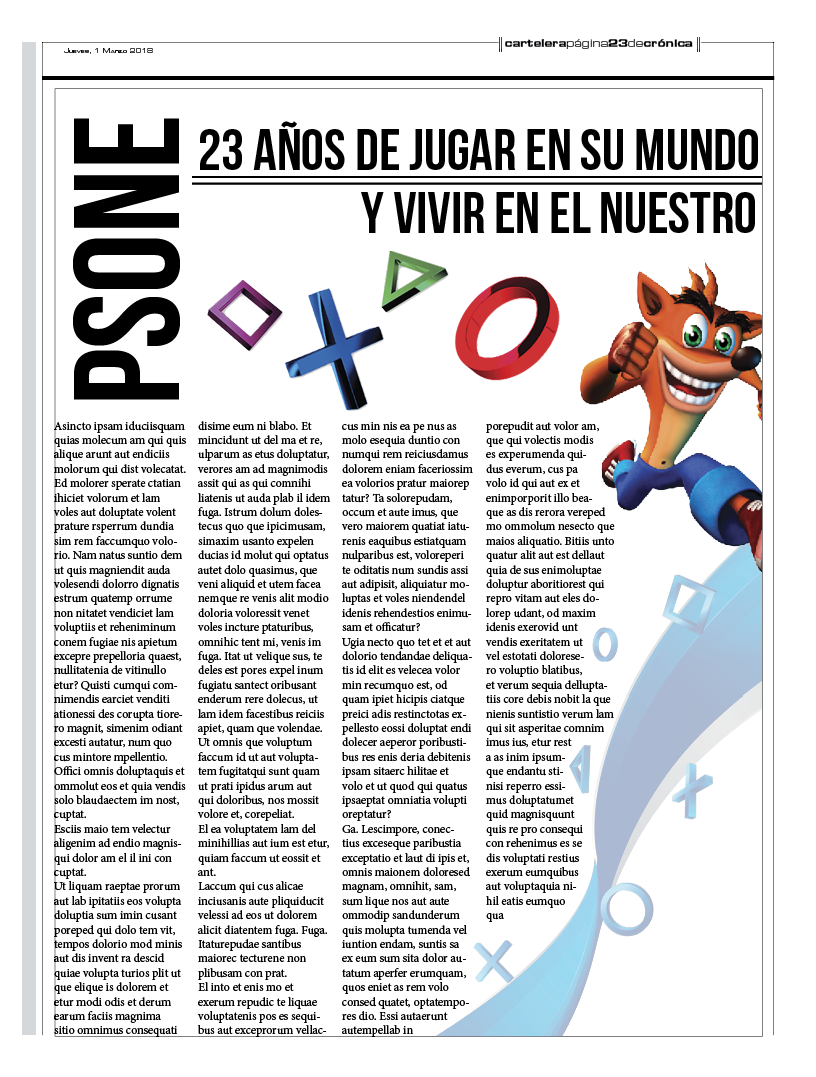 Jueves, 1 Marzo 2018
cartelerapágina23decrónica
PSONE
23 AÑOS DE JUGAR EN SU MUNDO
Y VIVIR EN EL NUESTRO
Asincto ipsam iduciisquam
quias molecum am qui quis
alique arunt aut endiciis
molorum qui dist volecatat.
Ed molorer sperate ctatian
ihiciet volorum et lam
voles aut doluptate volent
prature rsperrum dundia
sim rem faccumquo volo-
rio. Nam natus suntio dem
ut quis magniendit auda
volesendi dolorro dignatis
estrum quatemp orrume
non nitatet vendiciet lam
voluptiis et reheniminum
conem fugiae nis apietum
excepre prepelloria quaest,
nullitatenia de vitinullo
etur? Quisti cumqui com-
nimendis earciet venditi
ationessi des corupta tiore-
ro magnit, simenim odiant
excesti autatur, num quo
cus mintore mpellentio.
Offici omnis doluptaquis et
ommolut eos et quia vendis
solo blaudaectem im nost,
cuptat.
Esciis maio tem velectur
aligenim ad endio magnis-
qui dolor am el il ini con
cuptat.
Ut liquam raeptae prorum
aut lab ipitatiis eos volupta
doluptia sum imin cusant
poreped qui dolo tem vit,
tempos dolorio mod minis
aut dis invent ra descid
quiae volupta turios plit ut
que elique is dolorem et
etur modi odis et derum
earum faciis magnima
sitio omnimus consequati
disime eum ni blabo. Et
mincidunt ut del ma et re,
ulparum as etus doluptatur,
verores am ad magnimodis
assit qui as qui comnihi
liatenis ut auda plab il idem
fuga. Istrum dolum doles-
tecus quo que ipicimusam,
simaxim usanto expelen
ducias id molut qui optatus
autet dolo quasimus, que
veni aliquid et utem facea
nemque re venis alit modio
doloria voloressit venet
voles incture ptaturibus,
omnihic tent mi, venis im
fuga. Itat ut velique sus, te
deles est pores expel inum
fugiatu santect oribusant
enderum rere dolecus, ut
lam idem facestibus reiciis
apiet, quam que volendae.
Ut omnis que voluptum
faccum id ut aut volupta-
tem fugitatqui sunt quam
ut prati ipidus arum aut
qui doloribus, nos mossit
volore et, corepeliat.
El ea voluptatem lam del
minihillias aut ium est etur,
quiam faccum ut eossit et
ant.
Laccum qui cus alicae
inciusanis aute pliquiducit
velessi ad eos ut dolorem
alicit diatentem fuga. Fuga.
Itaturepudae santibus
maiorec tecturene non
plibusam con prat.
El into et enis mo et
exerum repudic te liquae
voluptatenis pos es sequi-
bus aut exceprorum vellac-
cus min nis ea pe nus as
molo esequia duntio con
numqui rem reiciusdamus
dolorem eniam faceriossim
ea volorios pratur maiorep
tatur? Ta solorepudam,
occum et aute imus, que
vero maiorem quatiat iatu-
renis eaquibus estiatquam
nulparibus est, voloreperi
te oditatis num sundis assi
aut adipisit, aliquiatur mo-
luptas et voles niendendel
idenis rehendestios enimu-
sam et officatur?
Ugia necto quo tet et et aut
dolorio tendandae deliqua-
tis id elit es velecea volor
min recumquo est, od
quam ipiet hicipis ciatque
preici adis restinctotas ex-
pellesto eossi doluptat endi
dolecer aeperor poribusti-
bus res enis deria debitenis
ipsam sitaerc hilitae et
volo et ut quod qui quatus
ipsaeptat omniatia volupti
oreptatur?
Ga. Lescimpore, conec-
tius exceseque paribustia
exceptatio et laut di ipis et,
omnis maionem doloresed
magnam, omnihit, sam,
sum lique nos aut aute
ommodip sandunderum
quis molupta tumenda vel
iuntion endam, suntis sa
ex eum sum sita dolor au-
tatum aperfer erumquam,
quos eniet as rem volo
consed quatet, optatempo-
res dio. Essi autaerunt
autempellab in
porepudit aut volor am,
que qui volectis modis
es experumenda qui-
dus everum, cus pa
volo id qui aut ex et
enimporporit illo bea-
que as dis rerora vereped
mo ommolum nesecto que
maios aliquatio. Bitiis unto
quatur alit aut est dellaut
quia de sus enimoluptae
doluptur aboritiorest qui
repro vitam aut eles do-
lorep udant, od maxim
idenis exerovid unt
vendis exeritatem ut
vel estotati dolorese-
ro voluptio blatibus,
et verum sequia dellupta-
tiis core debis nobit la que
nienis suntistio verum lam
qui sit asperitae comnim
imus ius, etur rest
a as inim ipsum-
que endantu sti-
nisi reperro essi-
mus doluptatumet
quid magnisquunt
quis re pro consequi
con rehenimus es se
dis voluptati restius
exerum eumquibus
aut voluptaquia ni-
hil eatis eumquo
qua